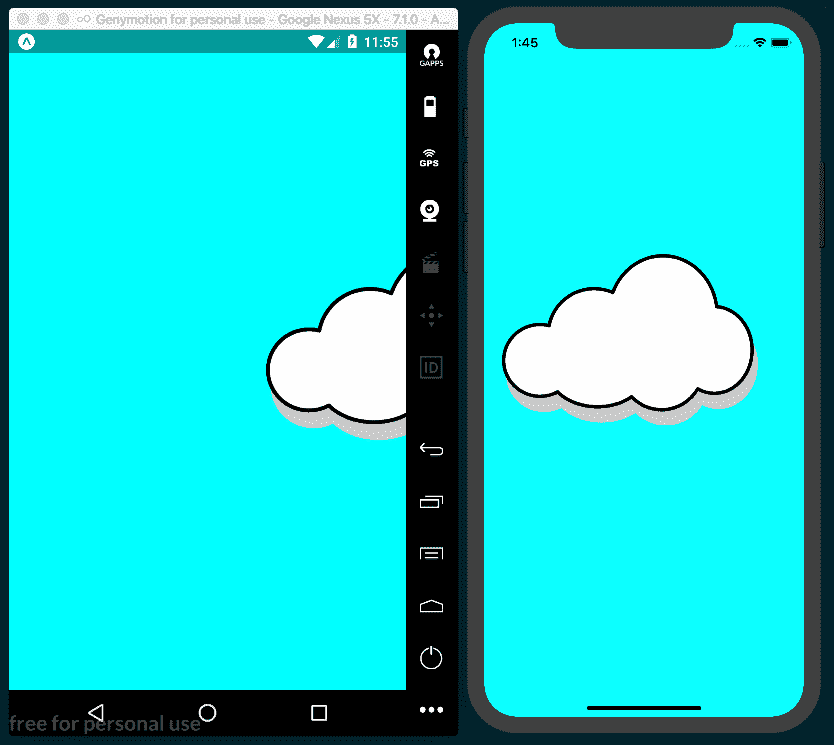 Genymotion for personal use - Google Nexus 5X - 7.1.0 - A...
11:55
1:45
GAPPS
GPS
ID
free for personal use